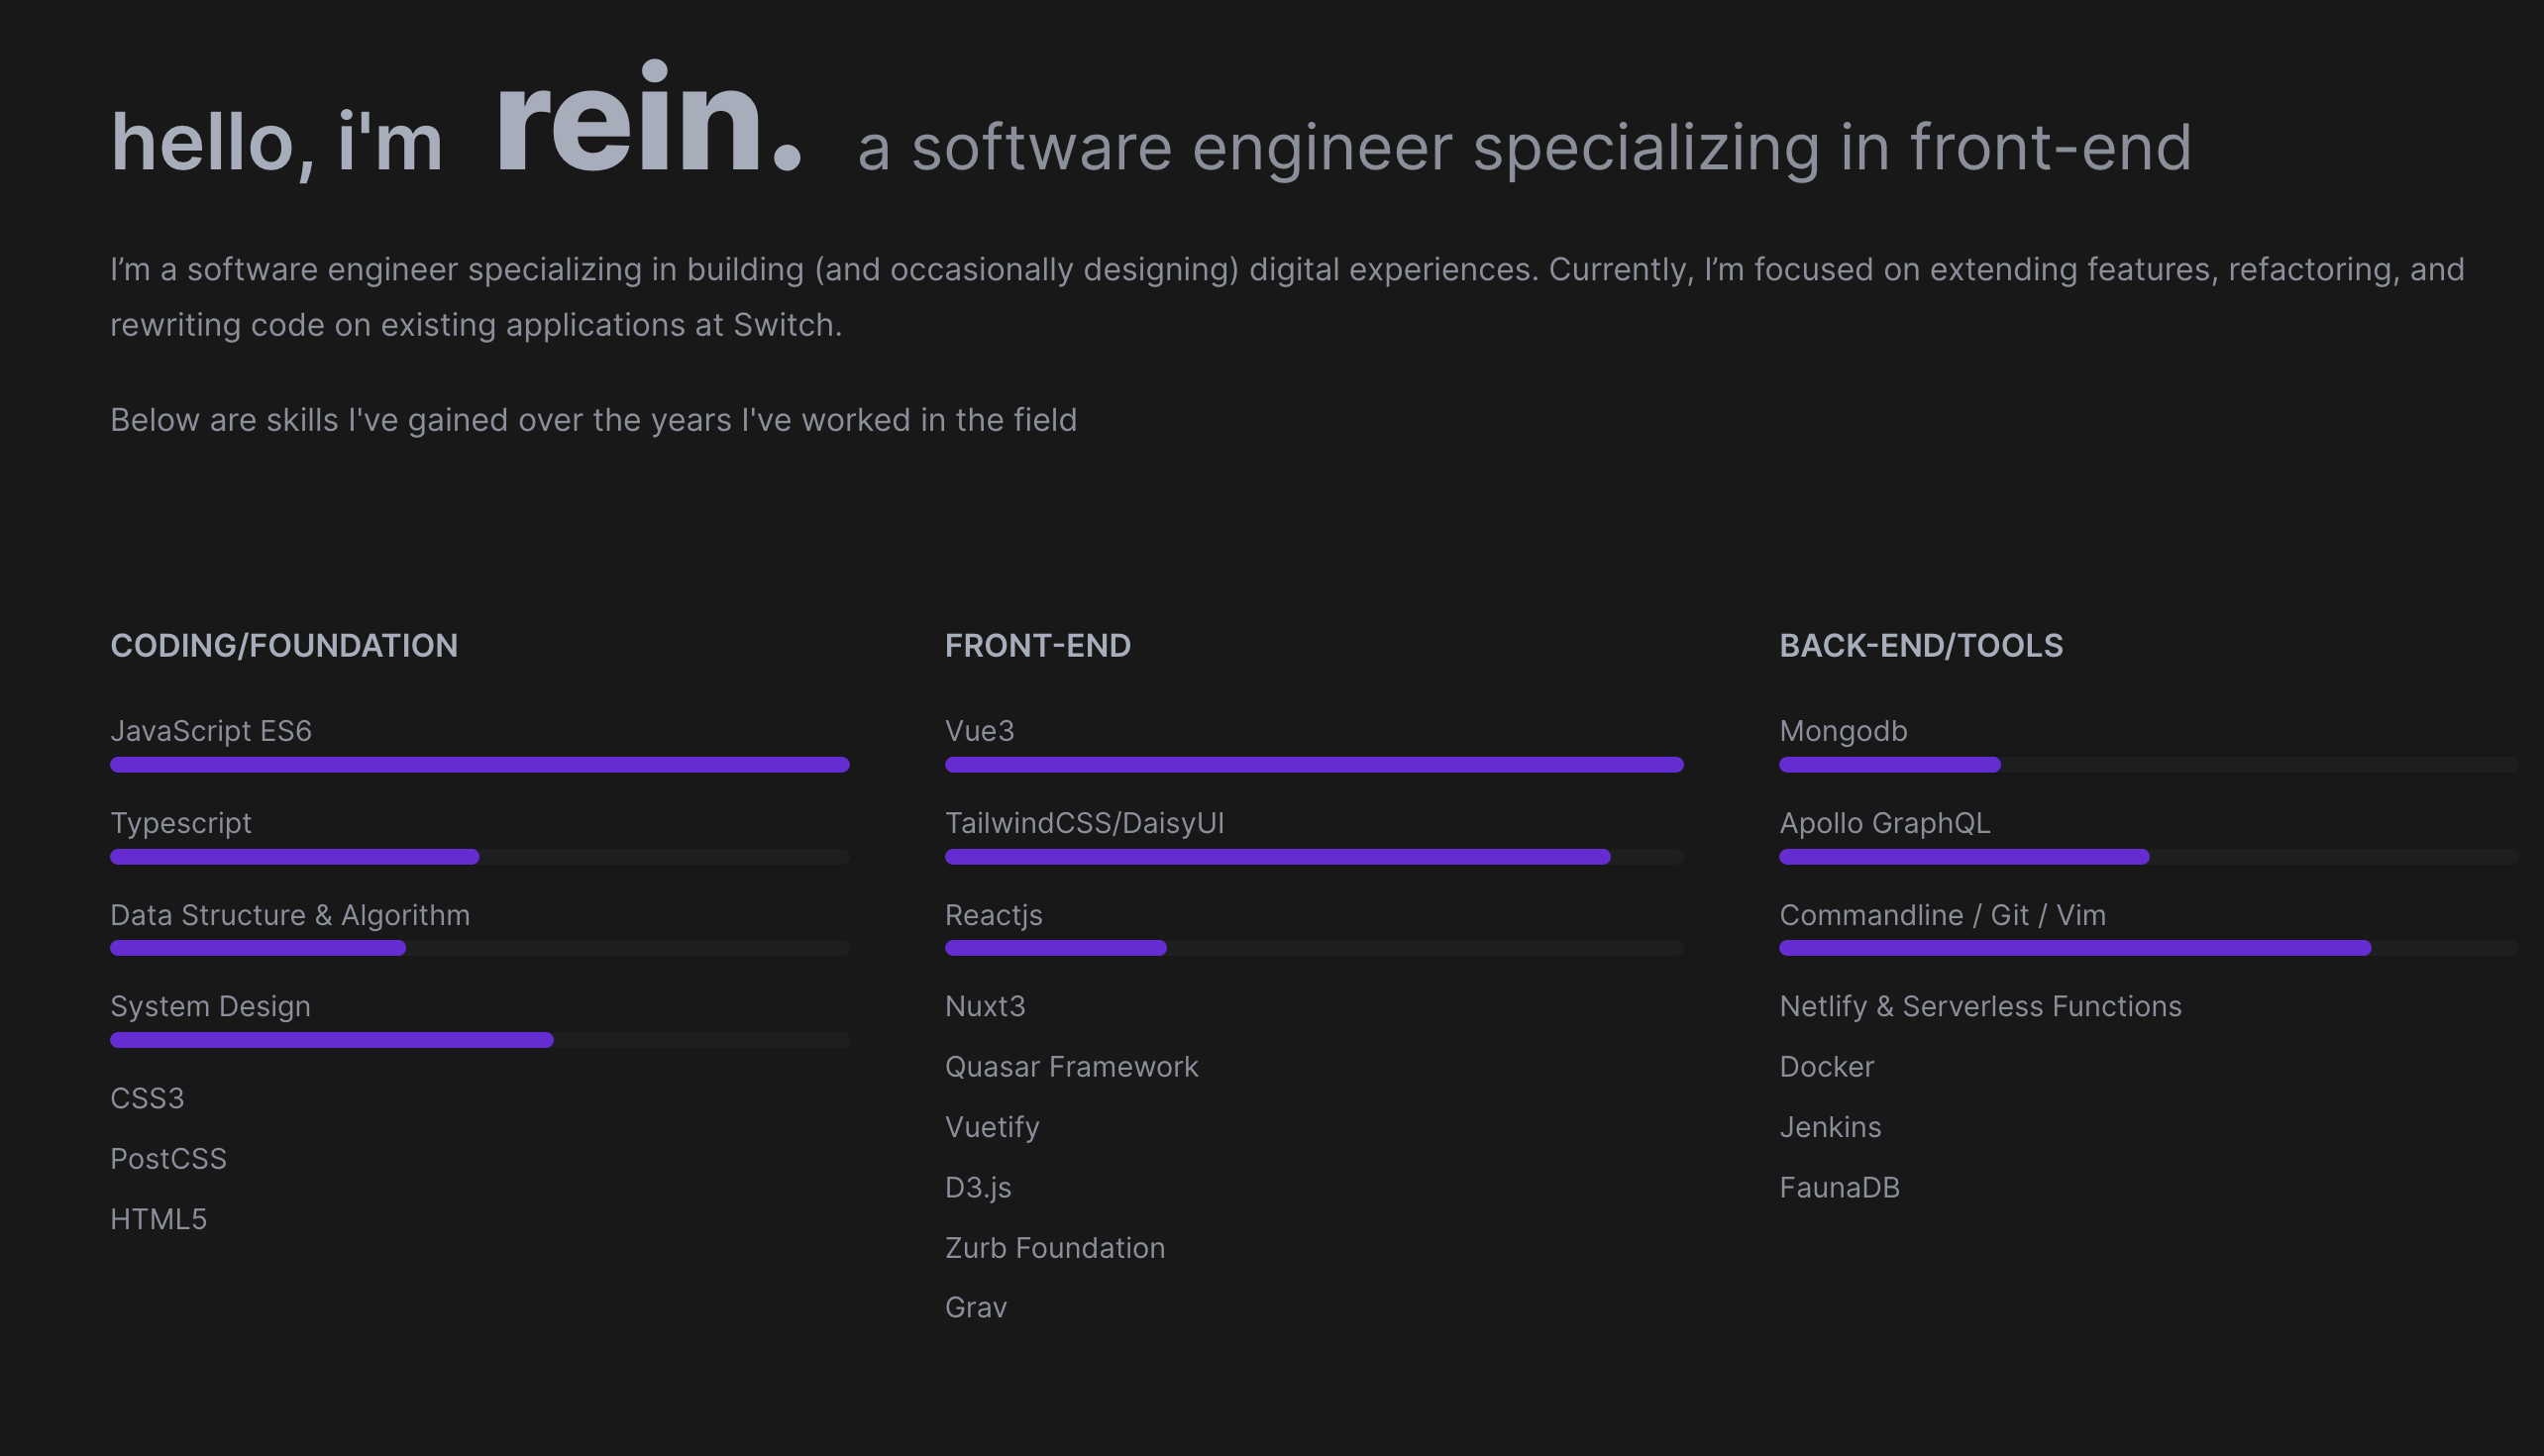 hello, i'm rein. a software engineer specializing in front-end
I’m a software engineer specializing in building (and occasionally designing) digital experiences. Currently, I’m focused on extending features, refactoring, and
rewriting code on existing applications at Switch.
Below are skills I've gained over the years I've worked in the field
CODING/FOUNDATION
JavaScript ES6
Typescript
Data Structure & Algorithm
System Design
CSS3
PostCSS
HTML5
FRONT-END
Vue3
TailwindCSS/DaisyUI
Reactjs
Nuxt3
Quasar Framework
Vuetify
D3.js
Zurb Foundation
Grav
BACK-END/TOOLS
Mongodb
Apollo GraphQL
Commandline / Git / Vim
Netlify & Serverless Functions
Docker
Jenkins
FaunaDB